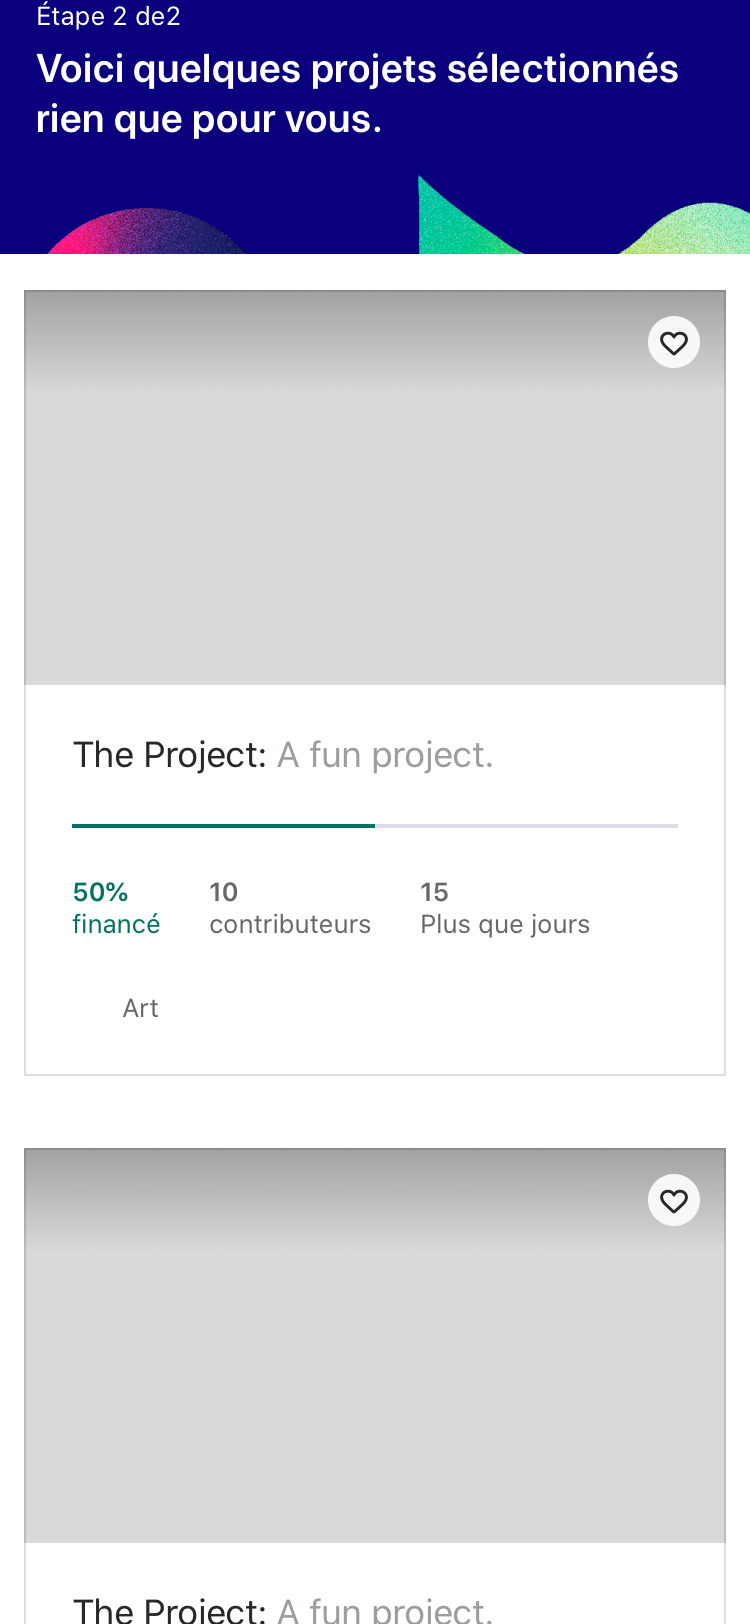 Étape 2 de2
Voici quelques projets sélectionnés
rien que pour vous.
The Project: A fun project.
50%
financé
10
contributeurs
15
Plus que jours
Art
The Project: A fun project.